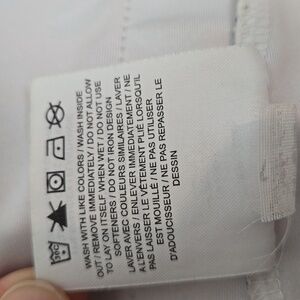 WASH WITH LIKE COLORS / WASH INSIDE
OUT / REMOVE IMMEDIATELY / DO NOT ALLOW
TO LAY ON ITSELF WHEN WET / DO NOT USE
SOFTENERS / DO NOT IRON DESIGN
LAVER AVEC COULEURS SIMILAIRES / LAVER
A L'ENVERS / ENLEVER IMMEDIATEMENT / NE
PAS LAISSER LE VÊTEMENT PLIÉ LORSQU'IL
EST MOUILLÉ / NE PAS UTILISER
D'ADOUCISSEUR / NE PAS REPASSER LE
DESSIN